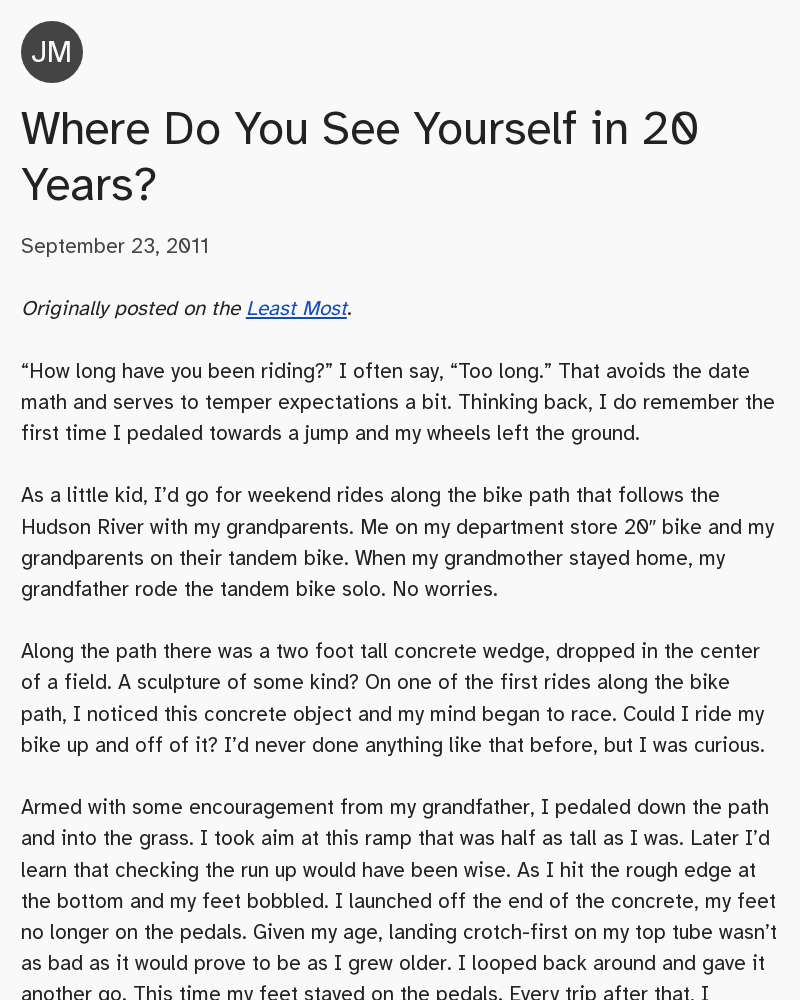 JM
Where Do You See Yourself in 20
Years?
September 23, 2011
Originally posted on the Least Most.
“How long have you been riding?” I often say, “Too long.” That avoids the date
math and serves to temper expectations a bit. Thinking back, I do remember the
first time I pedaled towards a jump and my wheels left the ground.
As a little kid, I’d go for weekend rides along the bike path that follows the
Hudson River with my grandparents. Me on my department store 20″ bike and my
grandparents on their tandem bike. When my grandmother stayed home, my
grandfather rode the tandem bike solo. No worries.
Along the path there was a two foot tall concrete wedge, dropped in the center
of a field. A sculpture of some kind? On one of the first rides along the bike
path, I noticed this concrete object and my mind began to race. Could I ride my
bike up and off of it? I’d never done anything like that before, but I was curious.
Armed with some encouragement from my grandfather, I pedaled down the path
and into the grass. I took aim at this ramp that was half as tall as I was. Later I’d
learn that checking the run up would have been wise. As I hit the rough edge at
the bottom and my feet bobbled. I launched off the end of the concrete, my feet
no longer on the pedals. Given my age, landing crotch-first on my top tube wasn’t
as bad as it would prove to be as I grew older. I looped back around and gave it
another go. This time my feet stayed on the pedals. Every trip after that, I